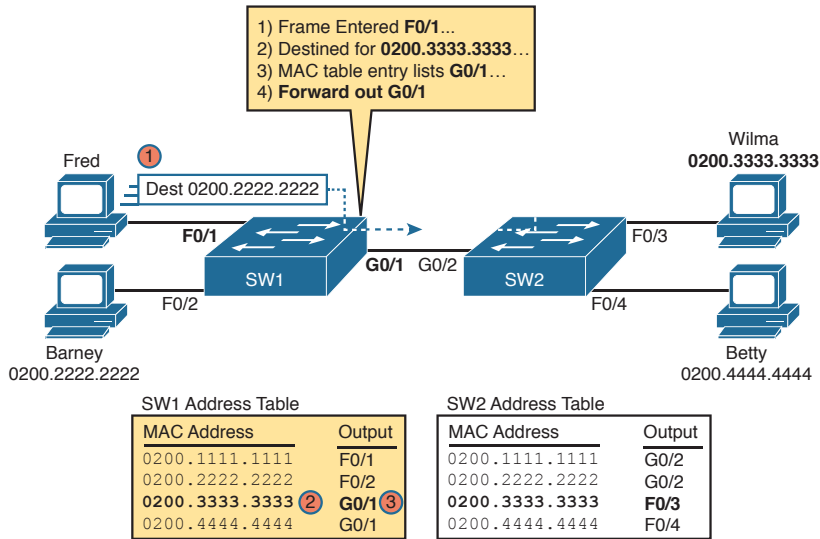 1) Frame Entered F0/1...
2) Destined for 0200.3333.3333...
3) MAC table entry lists G0/1...
4) Forward out G0/1
Fred
1
Dest 0200.2222.2222
Wilma
0200.3333.3333
F0/1
SW1
G0/1
G0/2
SW2
F0/3
F0/2
F0/4
Barney
0200.2222.2222
Betty
0200.4444.4444
SW1 Address Table
MAC Address Output
0200.1111.1111 F0/1
0200.2222.2222 F0/2
0200.3333.3333 2 G0/1 3
0200.4444.4444 G0/1
SW2 Address Table
MAC Address Output
0200.1111.1111 G0/2
0200.2222.2222 G0/2
0200.3333.3333 F0/3
0200.4444.4444 F0/4